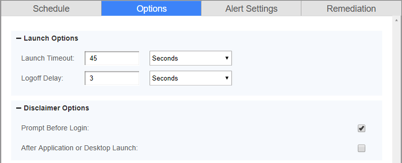 Schedule Options Alert Settings Remediation
Launch Options
Launch Timeout: 45 Seconds
Logoff Delay: 3 Seconds
Disclaimer Options
Prompt Before Login:
After Application or Desktop Launch: